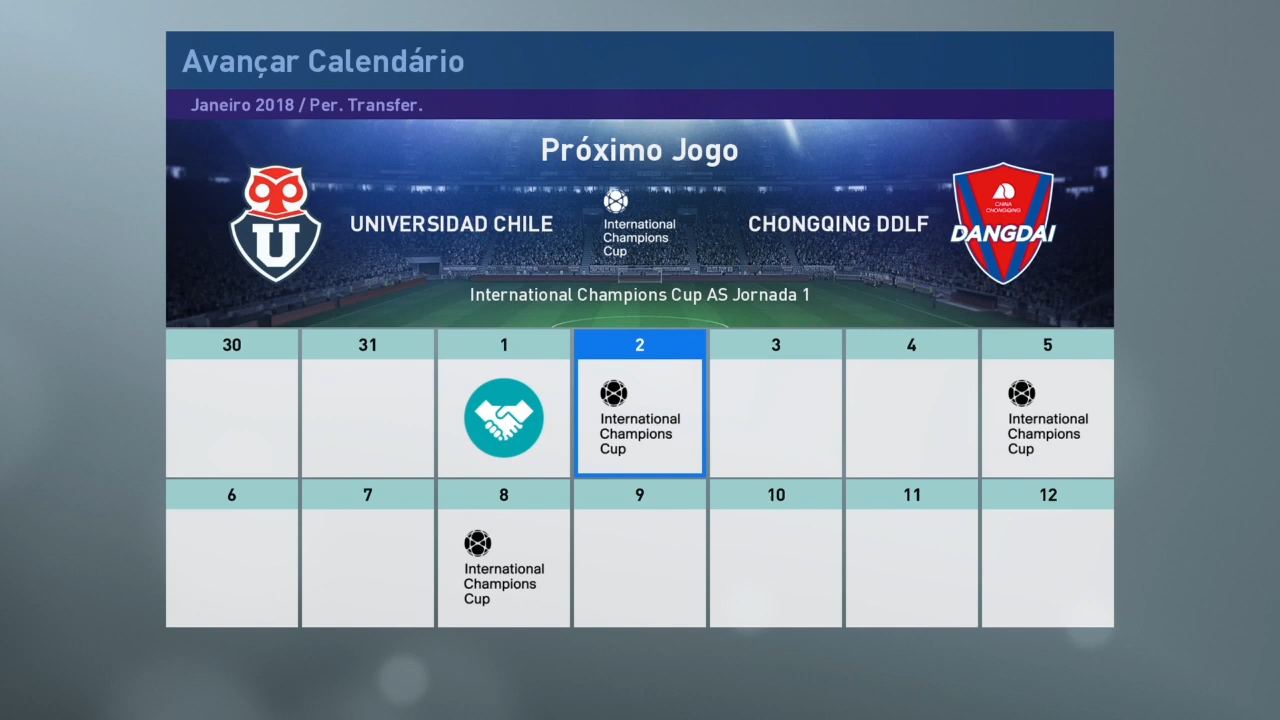 Avançar Calendário
Janeiro 2018 / Per. Transfer.
Próximo Jogo
U
UNIVERSIDAD CHILE
International
Champions
Cup
CHONGQING DDLF
CHINA
CHONGQING
DANGDAI
International Champions Cup AS Jornada 1
30 31 1 2 3 4 5
International
Champions
Cup
International
Champions
Cup
6 7 8 9 10 11 12
International
Champions
Cup